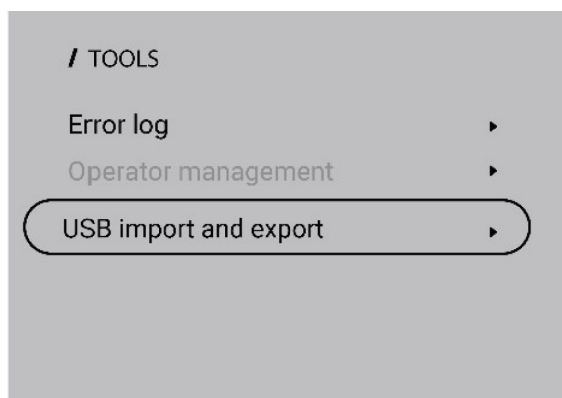 / TOOLS
Error log
Operator management
USB import and export